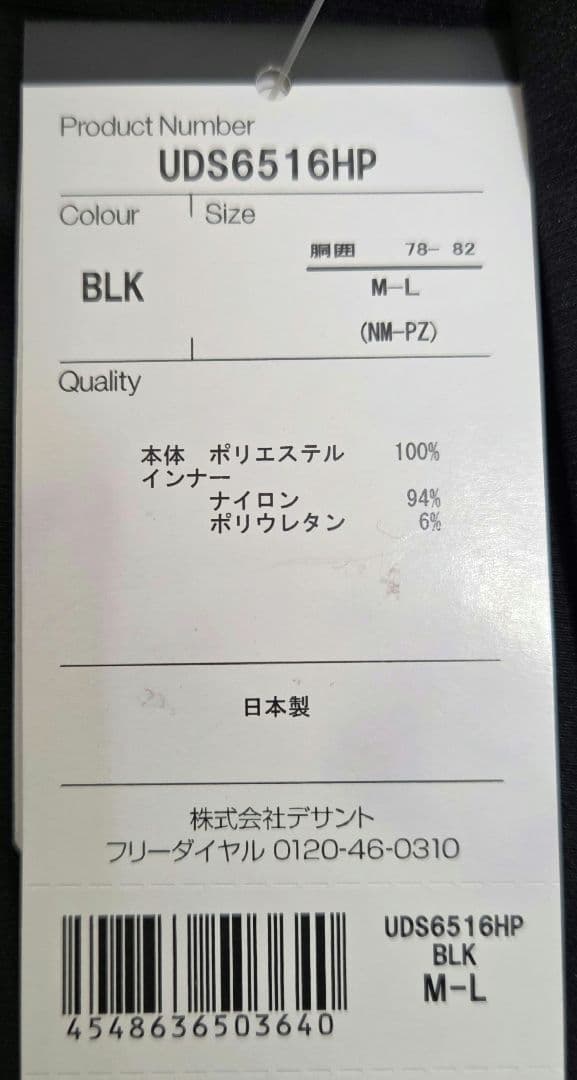 Product Number
UDS6516HP
Colour Size
胴囲 78- 82
BLK M-L
(NM-PZ)
Quality
本体 ポリエステル 100%
インナー
ナイロン 94%
ポリウレタン 6%
日本製
株式会社デサント
フリーダイヤル 0120-46-0310
UDS6516HP
BLK
M-L
4548636503640